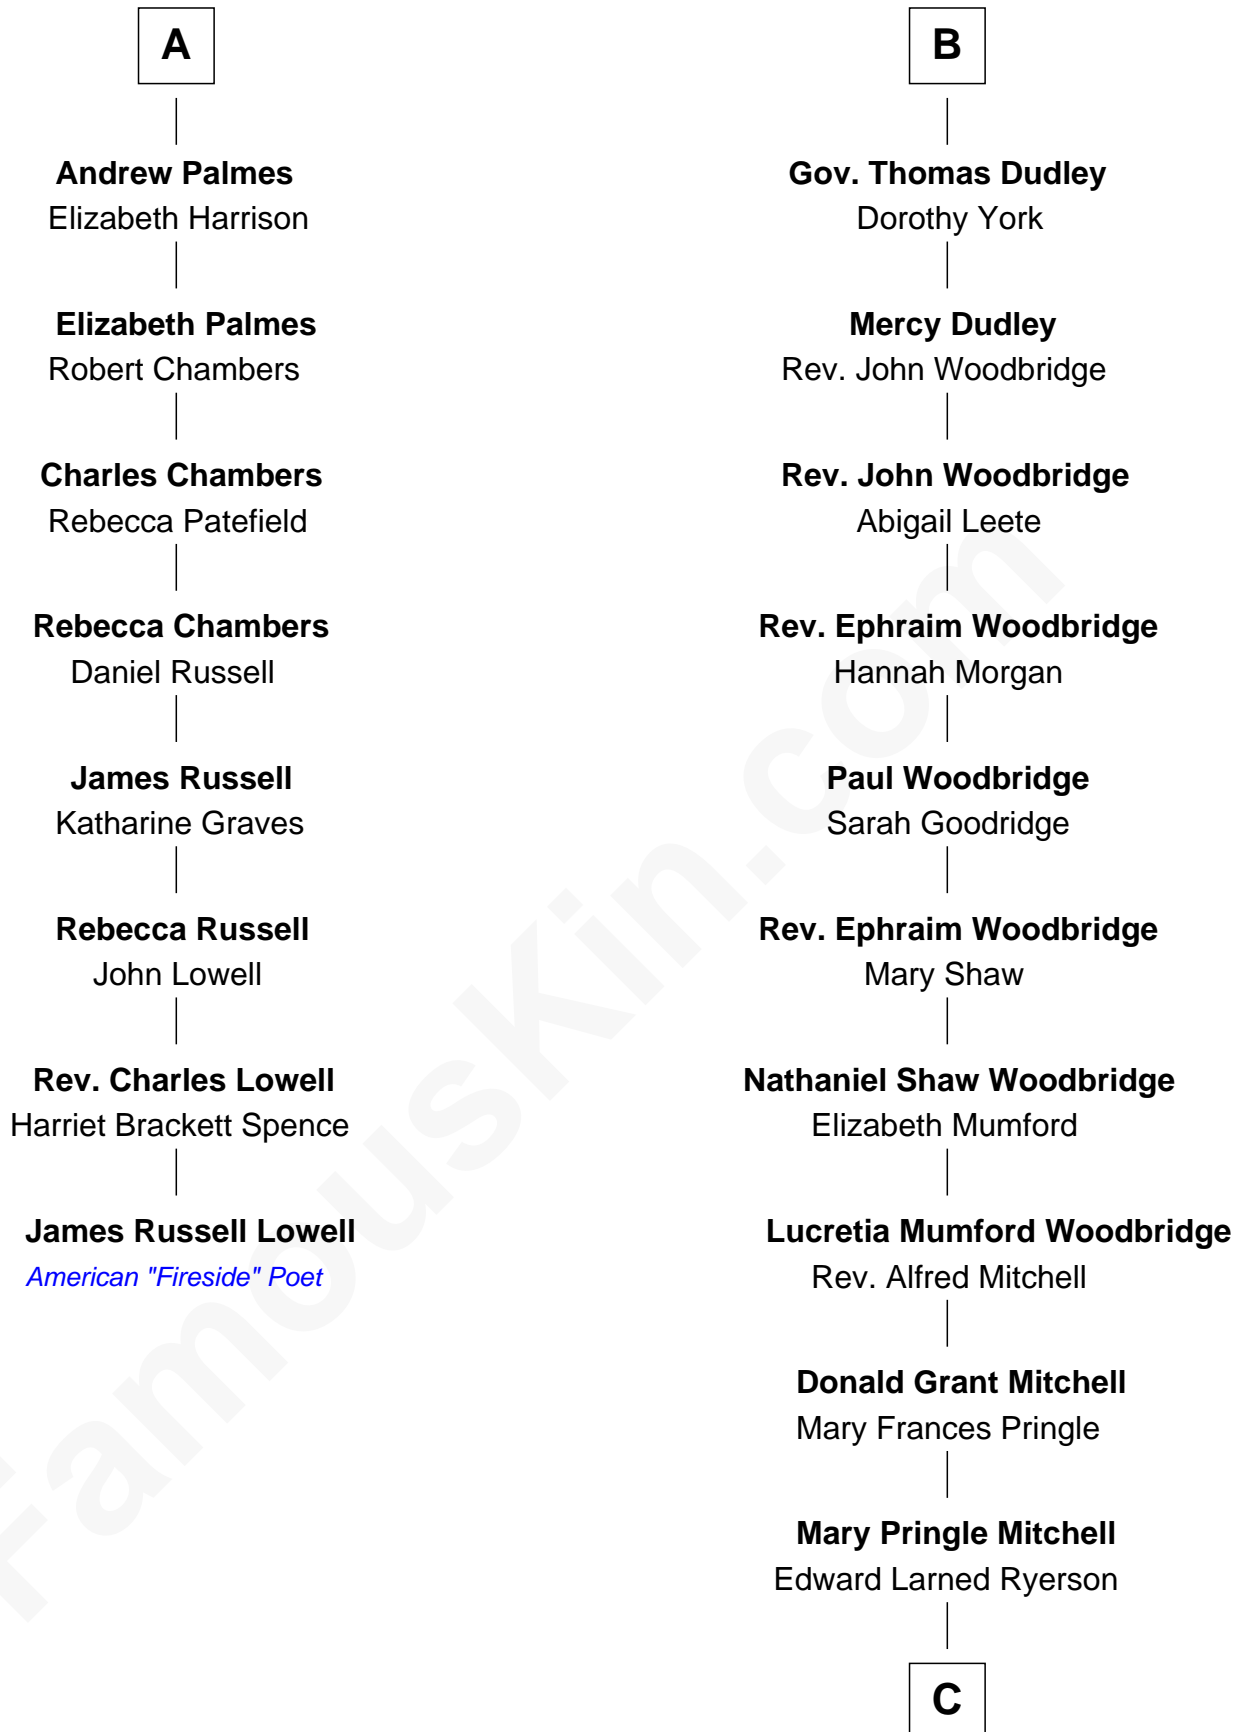 A
Andrew Palmes
Elizabeth Harrison
Elizabeth Palmes
Robert Chambers
Charles Chambers
Rebecca Patefield
Rebecca Chambers
Daniel Russell
James Russell
Katharine Graves
Rebecca Russell
John Lowell
Rev. Charles Lowell
Harriet Brackett Spence
James Russell Lowell
American "Fireside" Poet
B
Gov. Thomas Dudley
Dorothy York
Mercy Dudley
Rev. John Woodbridge
Rev. John Woodbridge
Abigail Leete
Rev. Ephraim Woodbridge
Hannah Morgan
Paul Woodbridge
Sarah Goodridge
Rev. Ephraim Woodbridge
Mary Shaw
Nathaniel Shaw Woodbridge
Elizabeth Mumford
Lucretia Mumford Woodbridge
Rev. Alfred Mitchell
Donald Grant Mitchell
Mary Frances Pringle
Mary Pringle Mitchell
Edward Larned Ryerson
C
FamousKin.com